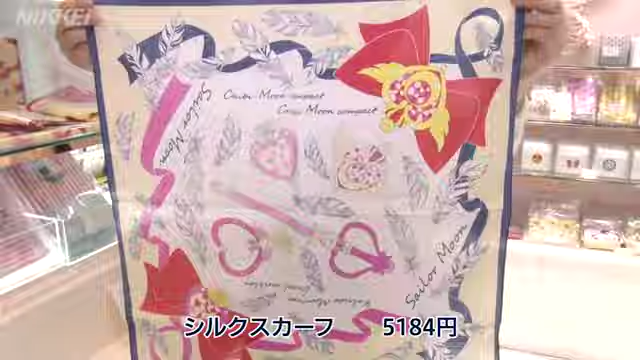 NIKKEI
Chibi Moon compact
Crisis Moon compact
Sailor Moon
Sailor Moon
シルクスカーフ 5184円